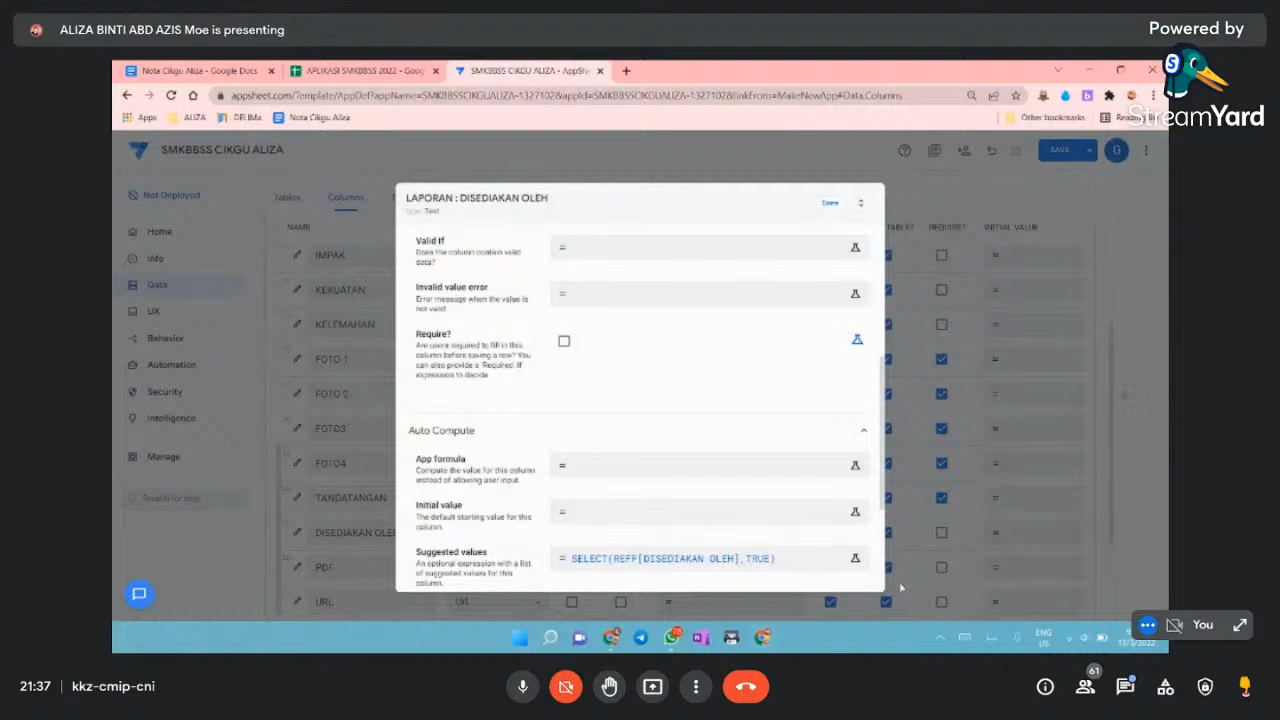 ALIZA BINTI ABD AZIS Moe is presenting
Powered by
StreamYard
Nota Cikgu Aliza - Google Docs
APLIKASI SMKBBSS 2022 - Goog
SMKBBSS CIKGU ALIZA - AppShe
appsheet.com/Template/AppDef?appName=SMKBBSSCIKGUALIZA-1327102&appId=SMKBBSSCIKGUALIZA-1327102&linkFrom=MakeNewApp#Data.Columns
Apps
ALIZA
DELIMa
Nota Cikgu Aliza
Other bookmarks
SMKBBSS CIKGU ALIZA
SAVE
G
Not Deployed
Home
Info
Data
UX
Behavior
Automation
Security
Intelligence
Manage
Tables
Columns
NAME
REQUIRE?
INITIAL VALUE
IMPAK
KEKUATAN
KELEMAHAN
FOTO 1
FOTO 2
FOTO3
FOTO4
TANDATANGAN
DISEDIAKAN OLEH
PDF
URL
Url
=
LAPORAN : DISEDIAKAN OLEH
type: Text
Done
Valid If
Does the column contain valid
data?
=
Invalid value error
Error message when the value is
not valid.
=
Require?
Are users required to fill in this
column before saving a row? You
can also provide a 'Required_If'
expression to decide
Auto Compute
App formula
Compute the value for this column
instead of allowing user input.
=
Initial value
The default starting value for this
column.
=
Suggested values
An optional expression with a list
of suggested values for this
column.
= SELECT(REFF[DISEDIAKAN OLEH],TRUE)
ENG
US
You
21:37 | kkz-cmip-cni
61